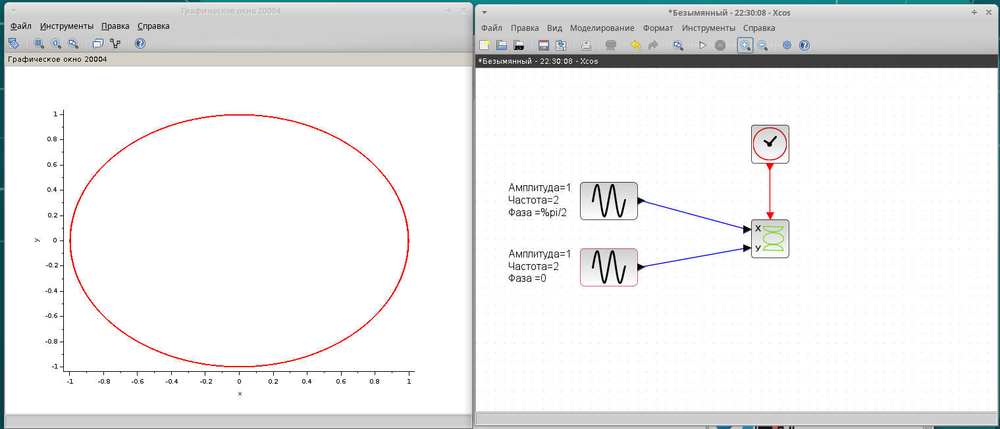 Графическое окно 20004
Файл Инструменты Правка Справка
Графическое окно 20004
1
0.8
0.6
0.4
0.2
0
-0.2
-0.4
-0.6
-0.8
-1
y
-1 -0.8 -0.6 -0.4 -0.2 0 0.2 0.4 0.6 0.8 1
x
*Безымянный - 22:30:08 - Xcos
Файл Правка Вид Моделирование Формат Инструменты Справка
*Безымянный - 22:30:08 - Xcos
Амплитуда=1
Частота=2
Фаза =%pi/2
X
У
Амплитуда=1
Частота=2
Фаза =0